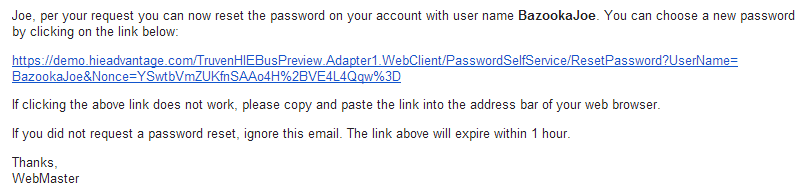 Joe, per your request you can now reset the password on your account with user name BazookaJoe. You can choose a new password
by clicking on the link below:
https://demo.hieadvantage.com/TruvenHIEBusPreview.Adapter1.WebClient/PasswordSelfService/ResetPassword?UserName=
BazookaJoe&Nonce=YSwtbVmZUKfnSAAo4H%2BVE4L4Qqw%3D
If clicking the above link does not work, please copy and paste the link into the address bar of your web browser.
If you did not request a password reset, ignore this email. The link above will expire within 1 hour.
Thanks,
WebMaster